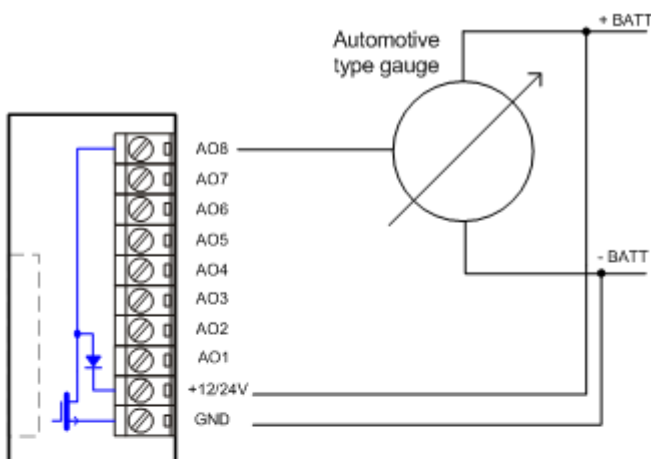 + BATT
Automotive
type gauge
AO8
AO7
AO6
AO5
AO4
- BATT
AO3
AO2
AO1
+12/24V
GND